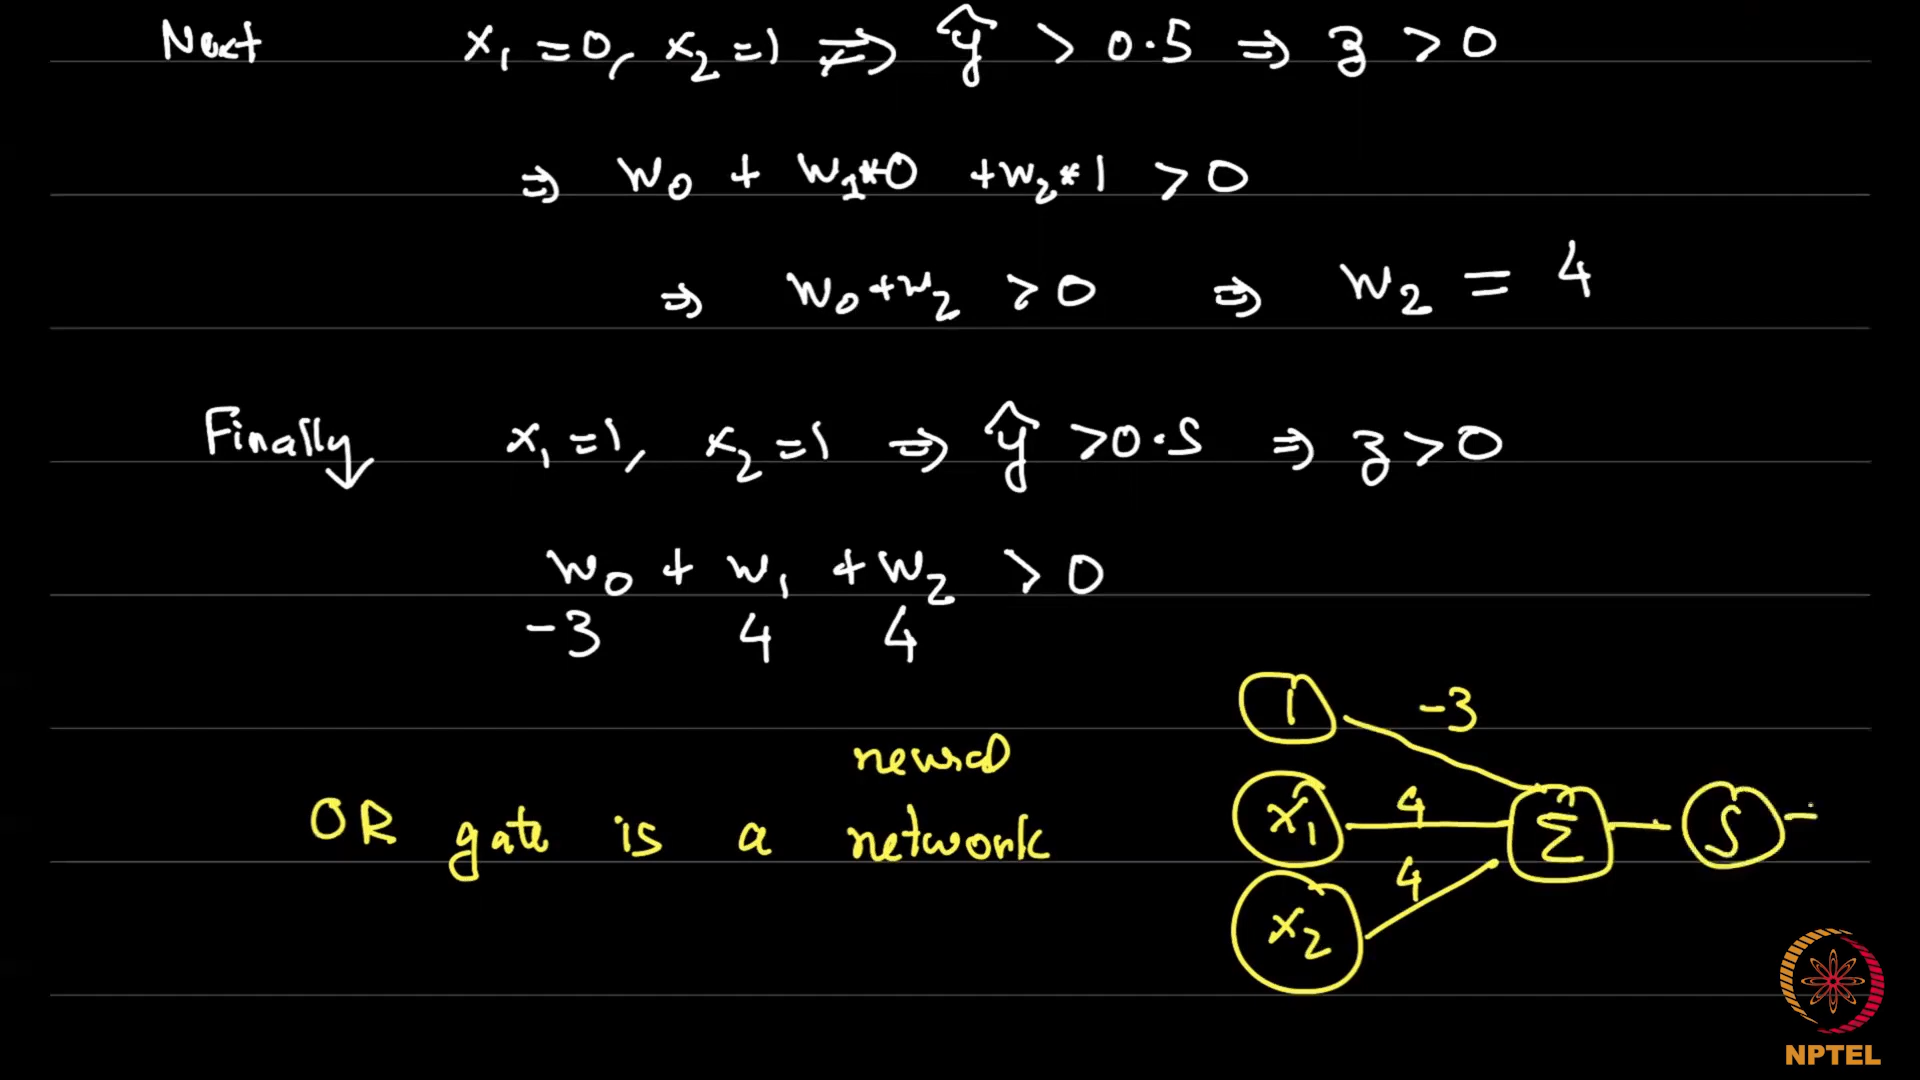 Next x₁ = 0, x₂ = 1 ⇒ ŷ > 0.5 ⇒ z > 0
⇒ w₀ + w₁*0 + w₂*1 > 0
⇒ w₀ + w₂ > 0 ⇒ w₂ = 4
Finally x₁ = 1, x₂ = 1 ⇒ ŷ > 0.5 ⇒ z > 0
w₀ + w₁ + w₂ > 0
-3 4 4
neural
OR gate is a network
1 -3
x₁ 4 Σ ∫
x₂ 4
NPTEL